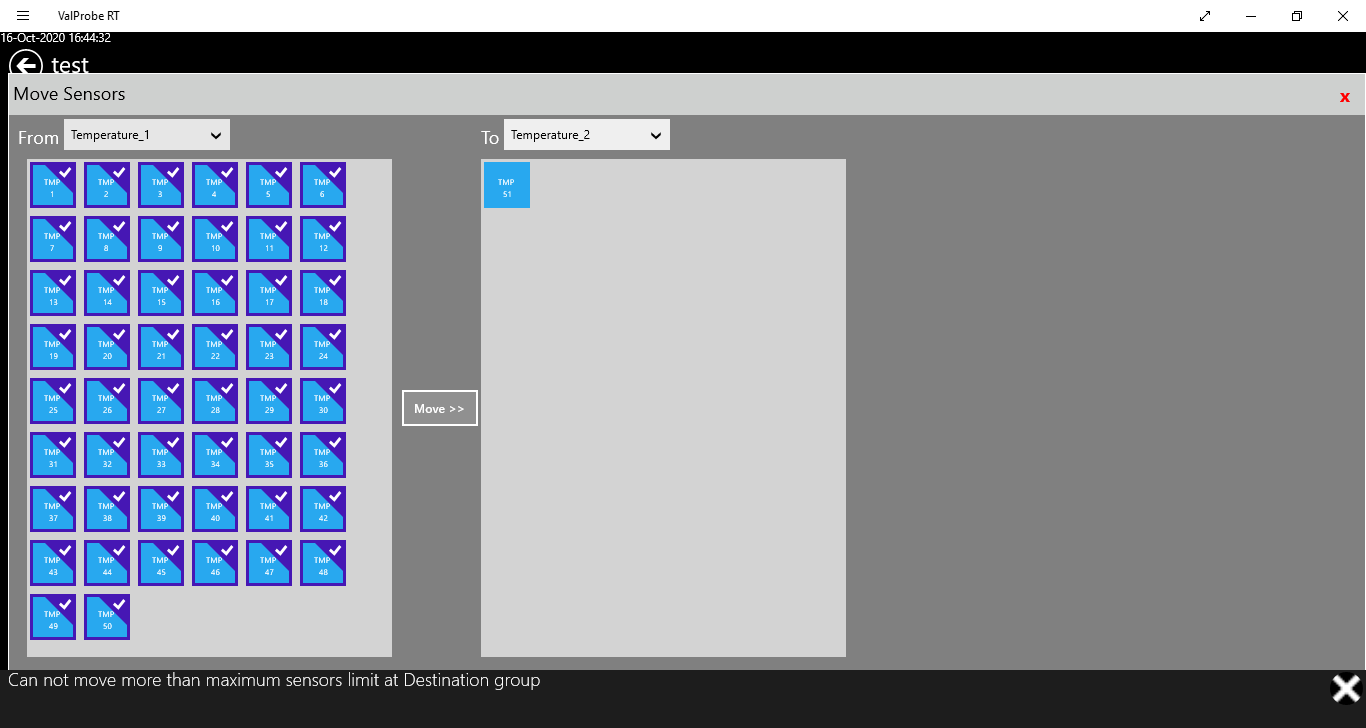 ValProbe RT
16-Oct-2020 16:44:32
test
Move Sensors
x
From Temperature_1
To Temperature_2
TMP 1 TMP 2 TMP 3 TMP 4 TMP 5 TMP 6
TMP 51
TMP 7 TMP 8 TMP 9 TMP 10 TMP 11 TMP 12
TMP 13 TMP 14 TMP 15 TMP 16 TMP 17 TMP 18
TMP 19 TMP 20 TMP 21 TMP 22 TMP 23 TMP 24
TMP 25 TMP 26 TMP 27 TMP 28 TMP 29 TMP 30
Move >>
TMP 31 TMP 32 TMP 33 TMP 34 TMP 35 TMP 36
TMP 37 TMP 38 TMP 39 TMP 40 TMP 41 TMP 42
TMP 43 TMP 44 TMP 45 TMP 46 TMP 47 TMP 48
TMP 49 TMP 50
Can not move more than maximum sensors limit at Destination group